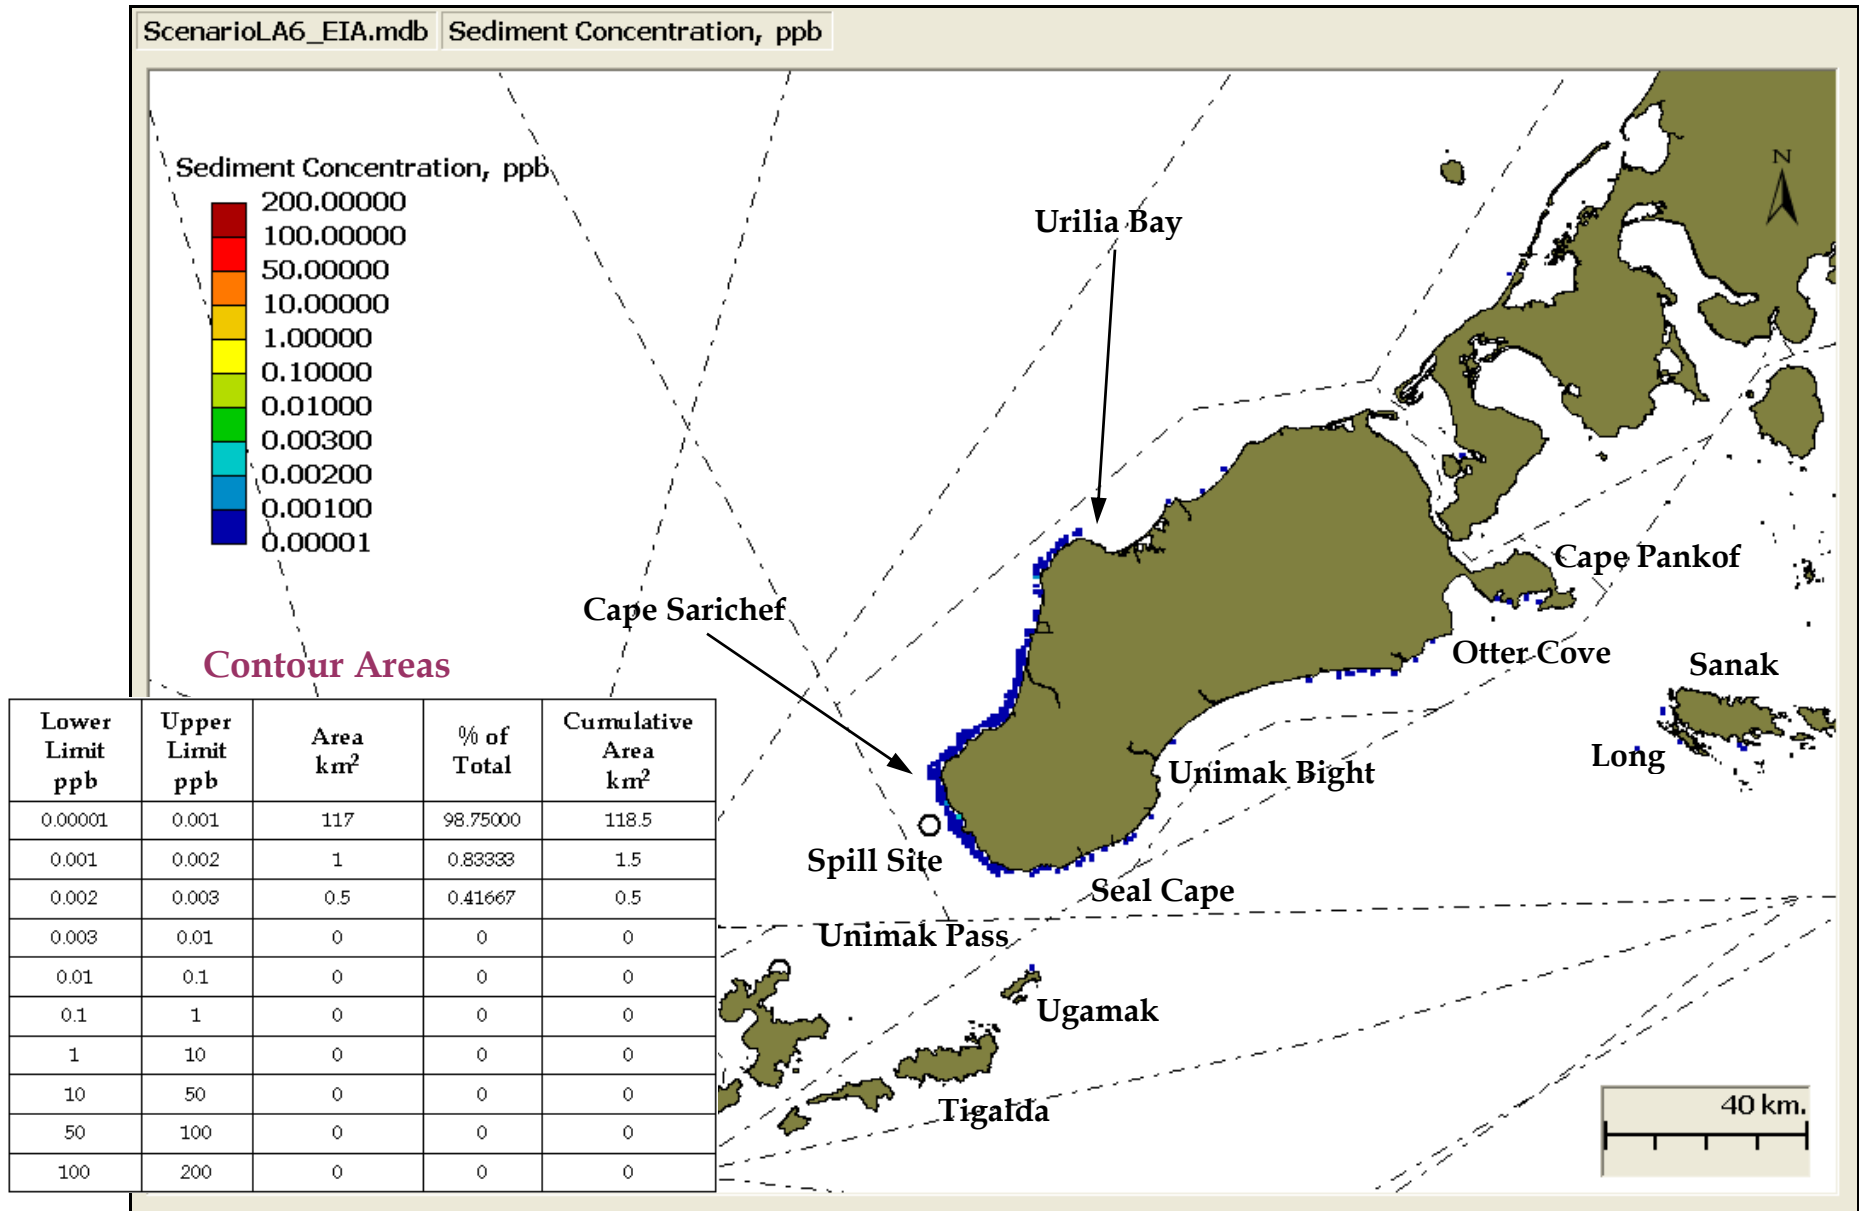 ScenarioLA6_EIA.mdb Sediment Concentration, ppb
Sediment Concentration, ppb
200.00000
100.00000
50.00000
10.00000
1.00000
0.10000
0.01000
0.00300
0.00200
0.00100
0.00001
N
Urilia Bay
Cape Pankof
Cape Sarichef
Otter Cove
Sanak
Long
Unimak Bight
Spill Site
Seal Cape
Unimak Pass
Ugamak
Tigalda
40 km.
Contour Areas
Lower Limit ppb Upper Limit ppb Area km² % of Total Cumulative Area km²
0.00001 0.001 117 98.75000 118.5
0.001 0.002 1 0.83333 1.5
0.002 0.003 0.5 0.41667 0.5
0.003 0.01 0 0 0
0.01 0.1 0 0 0
0.1 1 0 0 0
1 10 0 0 0
10 50 0 0 0
50 100 0 0 0
100 200 0 0 0